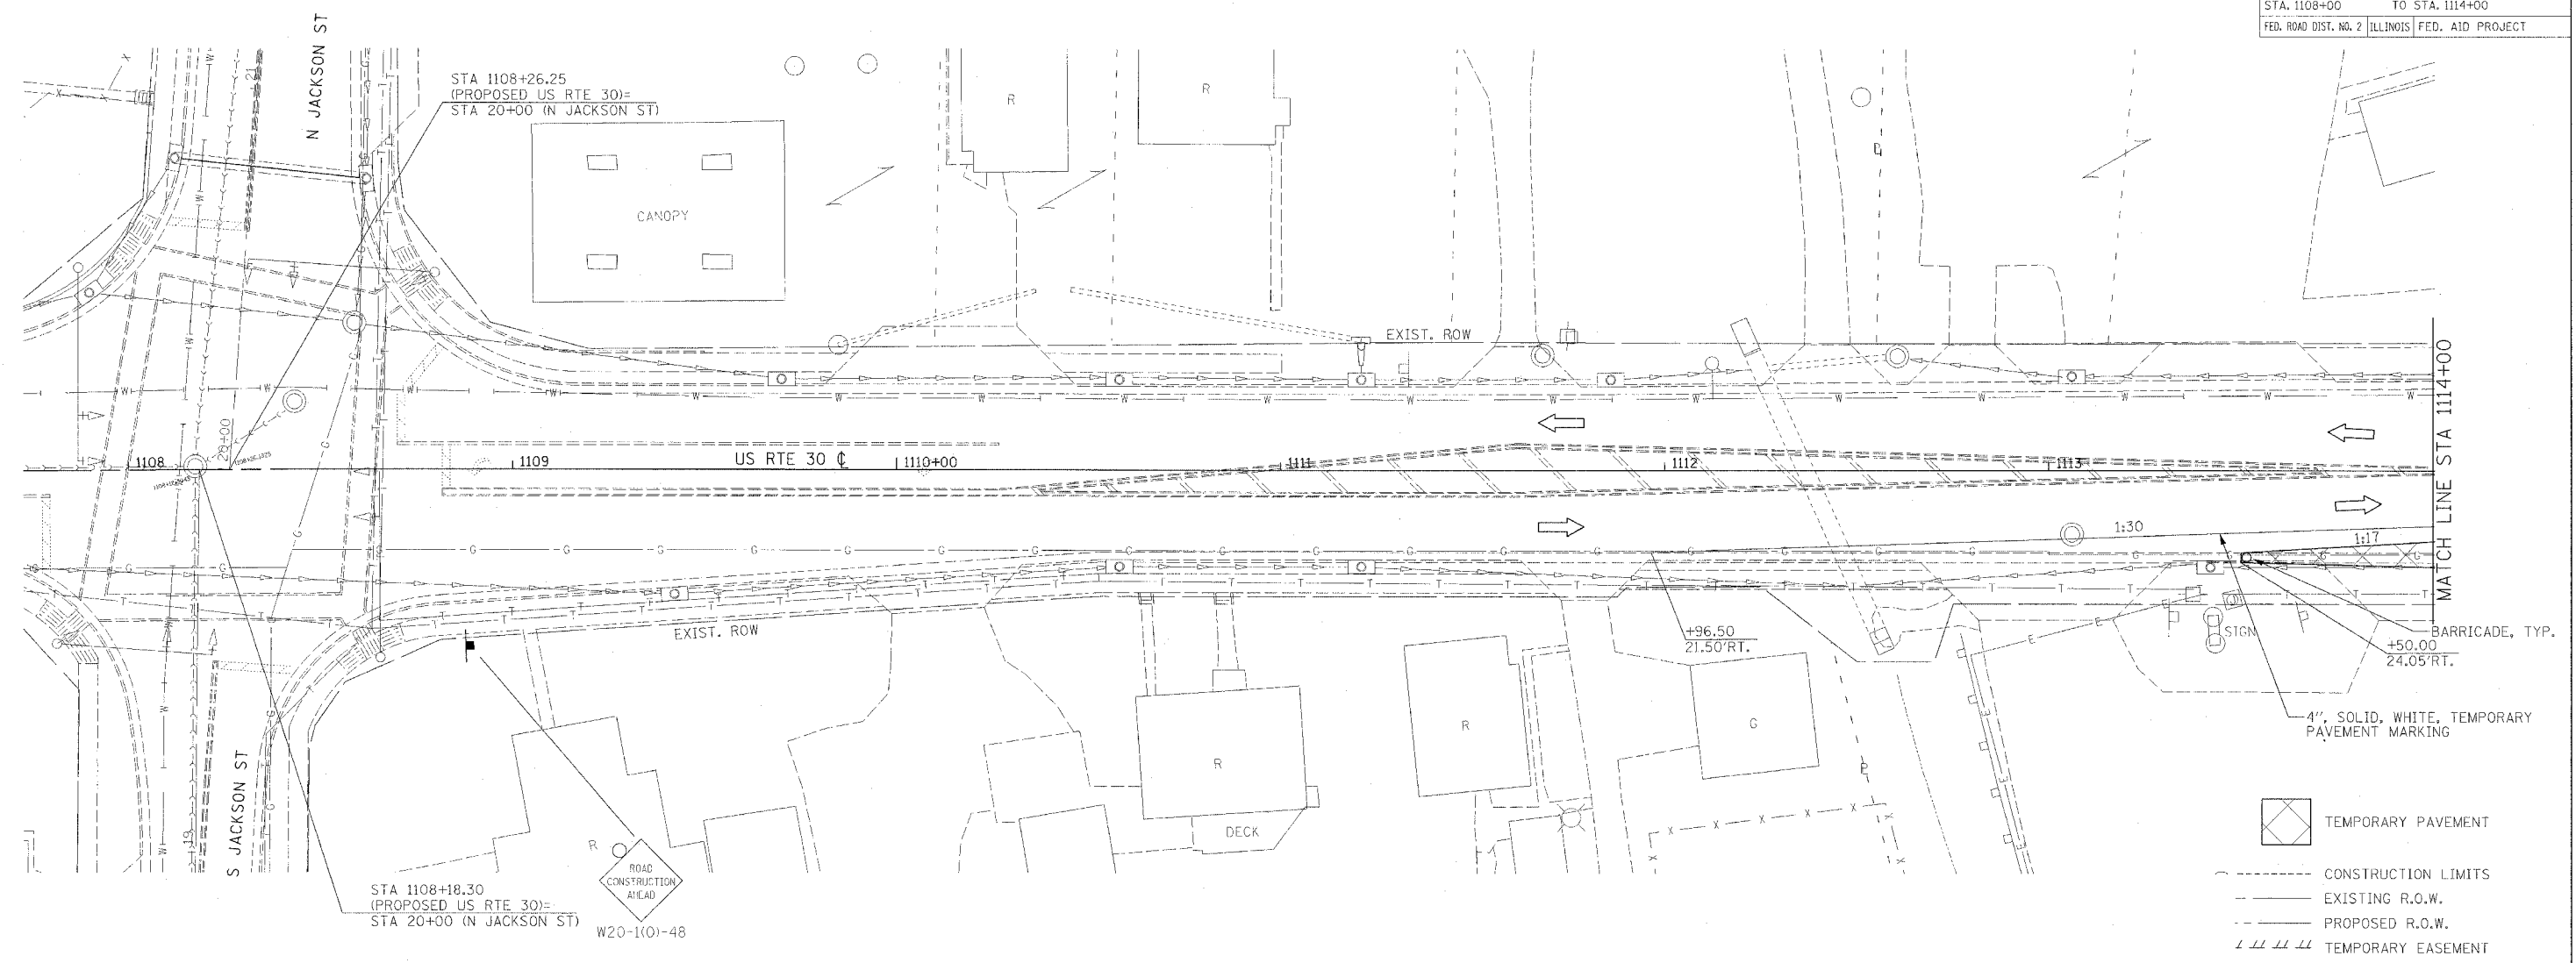 STA. 1108+00 TO STA. 1114+00
FED. ROAD DIST. NO. 2 ILLINOIS FED. AID PROJECT
N JACKSON ST
21
STA 1108+26.25
(PROPOSED US RTE 30)=
STA 20+00 (N JACKSON ST)
CANOPY
R
R
EXIST. ROW
20+00
1108
1109
US RTE 30 ℄
1110+00
1111
1112
1113
MATCH LINE STA 1114+00
1:30
1:17
EXIST. ROW
+96.50
21.50'RT.
SIGN
BARRICADE, TYP.
+50.00
24.05'RT.
4", SOLID, WHITE, TEMPORARY
PAVEMENT MARKING
R
R
G
DECK
S JACKSON ST
19
R
ROAD
CONSTRUCTION
AHEAD
W20-1(O)-48
STA 1108+18.30
(PROPOSED US RTE 30)=
STA 20+00 (N JACKSON ST)
TEMPORARY PAVEMENT
CONSTRUCTION LIMITS
EXISTING R.O.W.
PROPOSED R.O.W.
TEMPORARY EASEMENT